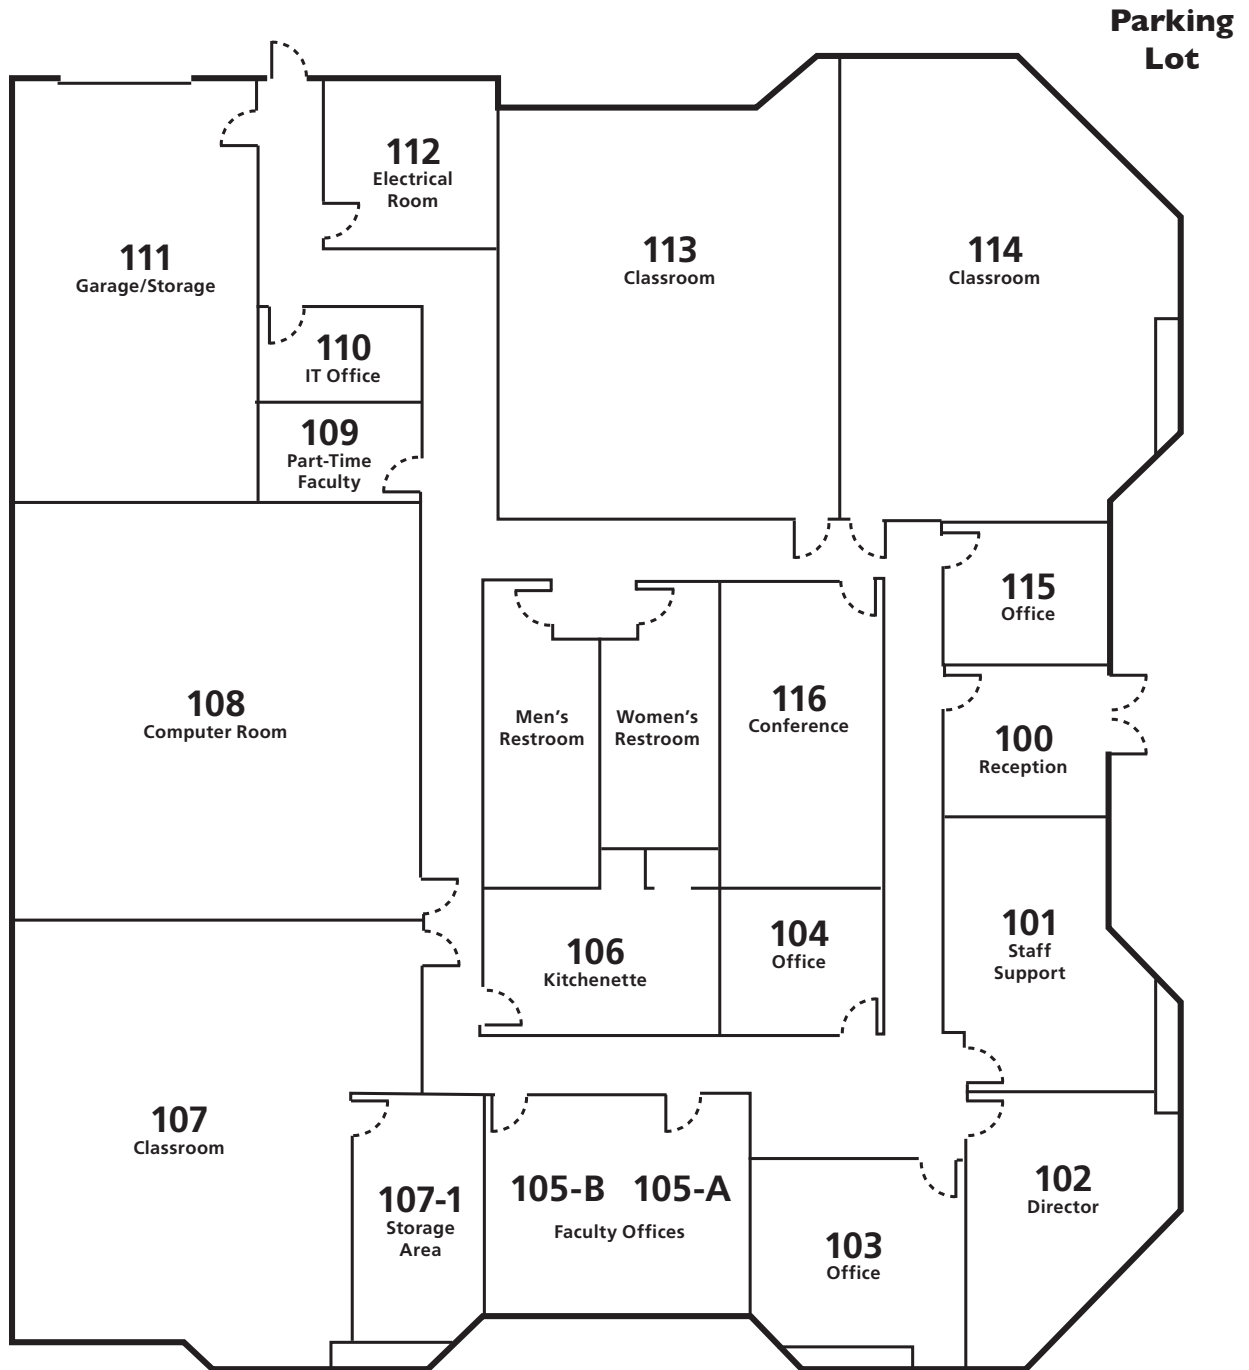 Parking
Lot
112
Electrical
Room
111
Garage/Storage
113
Classroom
114
Classroom
110
IT Office
109
Part-Time
Faculty
115
Office
108
Computer Room
Men's
Restroom
Women's
Restroom
116
Conference
100
Reception
106
Kitchenette
104
Office
101
Staff
Support
107
Classroom
107-1
Storage
Area
105-B
105-A
Faculty Offices
103
Office
102
Director